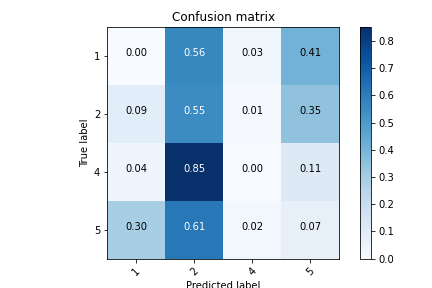 Confusion matrix
1 0.00 0.56 0.03 0.41
2 0.09 0.55 0.01 0.35
4 0.04 0.85 0.00 0.11
5 0.30 0.61 0.02 0.07
1 2 4 5
True label
Predicted label
0.8
0.7
0.6
0.5
0.4
0.3
0.2
0.1
0.0